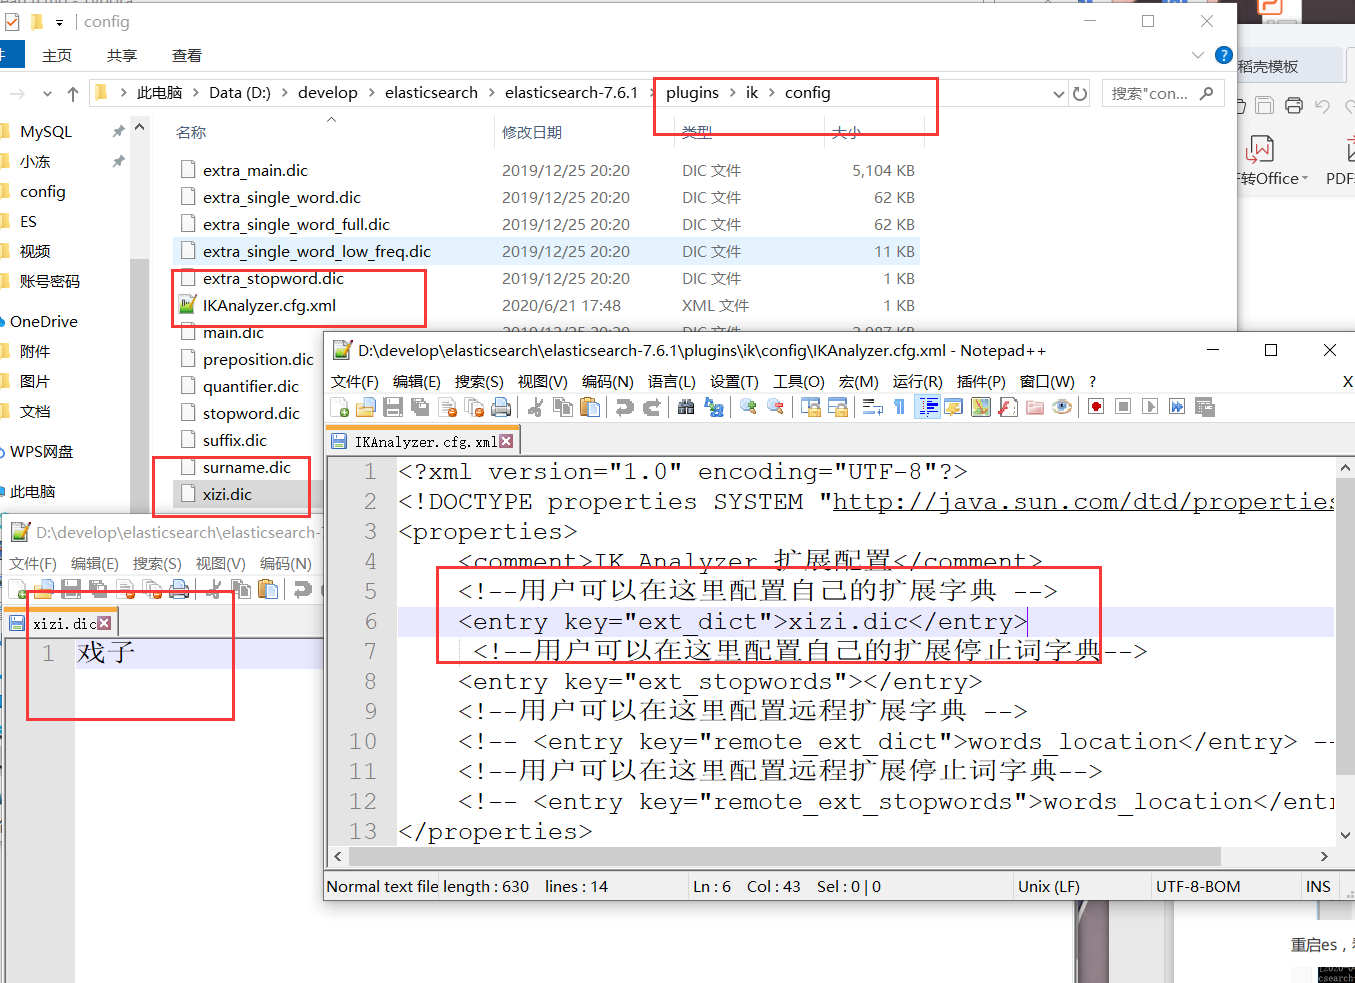 config
主页 共享 查看
此电脑 Data (D:) develop elasticsearch elasticsearch-7.6.1 plugins ik config
搜索"con...
MySQL
小冻
config
ES
视频
账号密码
OneDrive
附件
图片
文档
WPS网盘
此电脑
名称 修改日期 类型 大小
extra_main.dic 2019/12/25 20:20 DIC 文件 5,104 KB
extra_single_word.dic 2019/12/25 20:20 DIC 文件 62 KB
extra_single_word_full.dic 2019/12/25 20:20 DIC 文件 62 KB
extra_single_word_low_freq.dic 2019/12/25 20:20 DIC 文件 11 KB
extra_stopword.dic 2019/12/25 20:20 DIC 文件 1 KB
IKAnalyzer.cfg.xml 2020/6/21 17:48 XML 文件 1 KB
main.dic
preposition.dic
quantifier.dic
stopword.dic
suffix.dic
surname.dic
xizi.dic
稻壳模板
转Office
PDF
D:\develop\elasticsearch\elasticsearch-7.6.1\plugins\ik\config\IKAnalyzer.cfg.xml - Notepad++
文件(F) 编辑(E) 搜索(S) 视图(V) 编码(N) 语言(L) 设置(T) 工具(O) 宏(M) 运行(R) 插件(P) 窗口(W) ? X
IKAnalyzer.cfg.xml
1 <?xml version="1.0" encoding="UTF-8"?>
2 <!DOCTYPE properties SYSTEM "http://java.sun.com/dtd/properties
3 <properties>
4 <comment>IK Analyzer 扩展配置</comment>
5 <!--用户可以在这里配置自己的扩展字典 -->
6 <entry key="ext_dict">xizi.dic</entry>
7 <!--用户可以在这里配置自己的扩展停止词字典-->
8 <entry key="ext_stopwords"></entry>
9 <!--用户可以在这里配置远程扩展字典 -->
10 <!-- <entry key="remote_ext_dict">words_location</entry> --
11 <!--用户可以在这里配置远程扩展停止词字典-->
12 <!-- <entry key="remote_ext_stopwords">words_location</entr
13 </properties>
Normal text file length : 630 lines : 14 Ln : 6 Col : 43 Sel : 0 | 0 Unix (LF) UTF-8-BOM INS
D:\develop\elasticsearch\elasticsearch-7
文件(F) 编辑(E) 搜索(S) 视图(V) 编码(N)
xizi.dic
1 戏子
重启es，